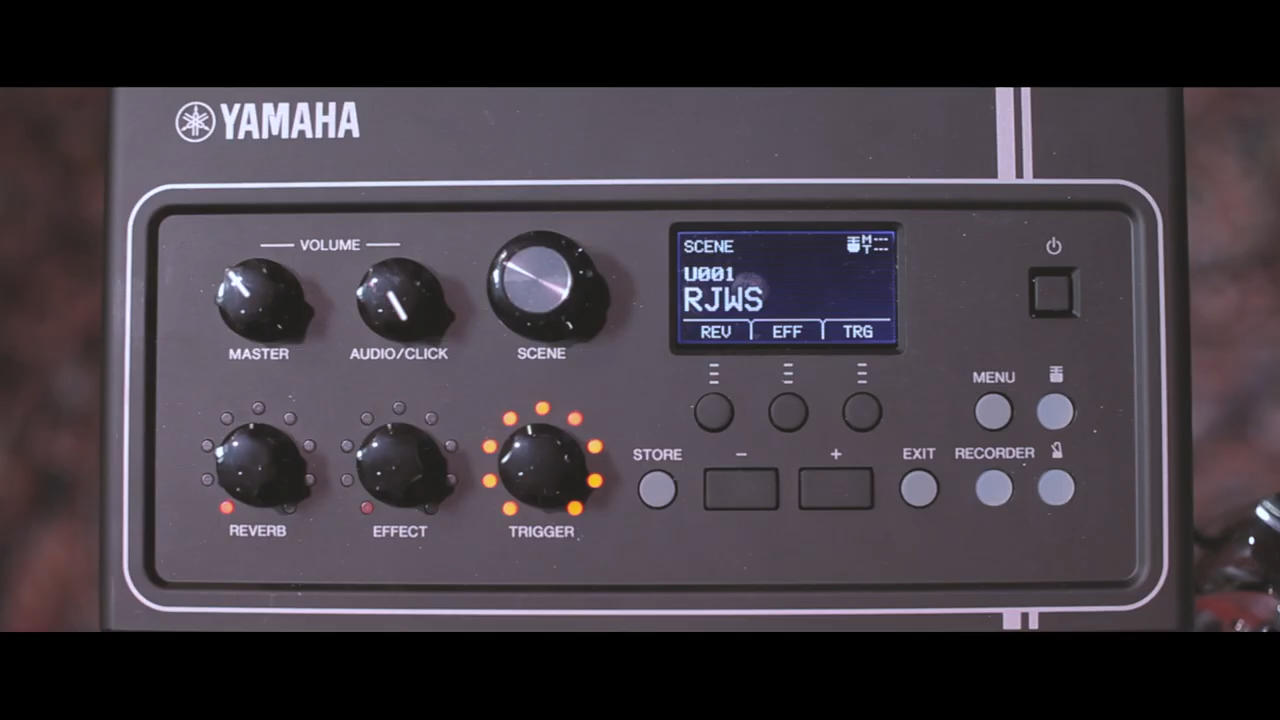 YAMAHA
VOLUME
MASTER
AUDIO/CLICK
SCENE
SCENE
M---
T---
U001
RJWS
REV
EFF
TRG
MENU
STORE
−
+
EXIT
RECORDER
REVERB
EFFECT
TRIGGER